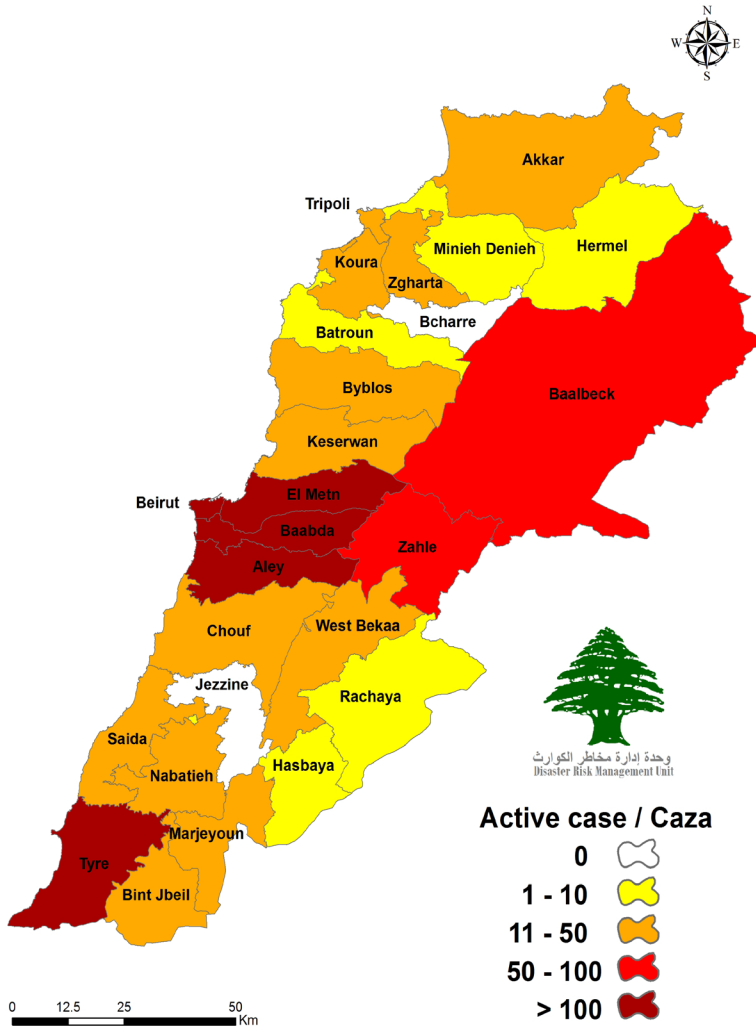 N
W E
S
Akkar
Tripoli
Minieh Denieh
Hermel
Koura
Zgharta
Bcharre
Batroun
Byblos
Baalbeck
Keserwan
El Metn
Beirut
Baabda
Zahle
Aley
West Bekaa
Chouf
Jezzine
Rachaya
Saida
Hasbaya
Nabatieh
وحدة إدارة مخاطر الكوارث
Disaster Risk Management Unit
Marjeyoun
Tyre
Bint Jbeil
Active case / Caza
0
1 - 10
11 - 50
50 - 100
> 100
0 12.5 25 50
Km